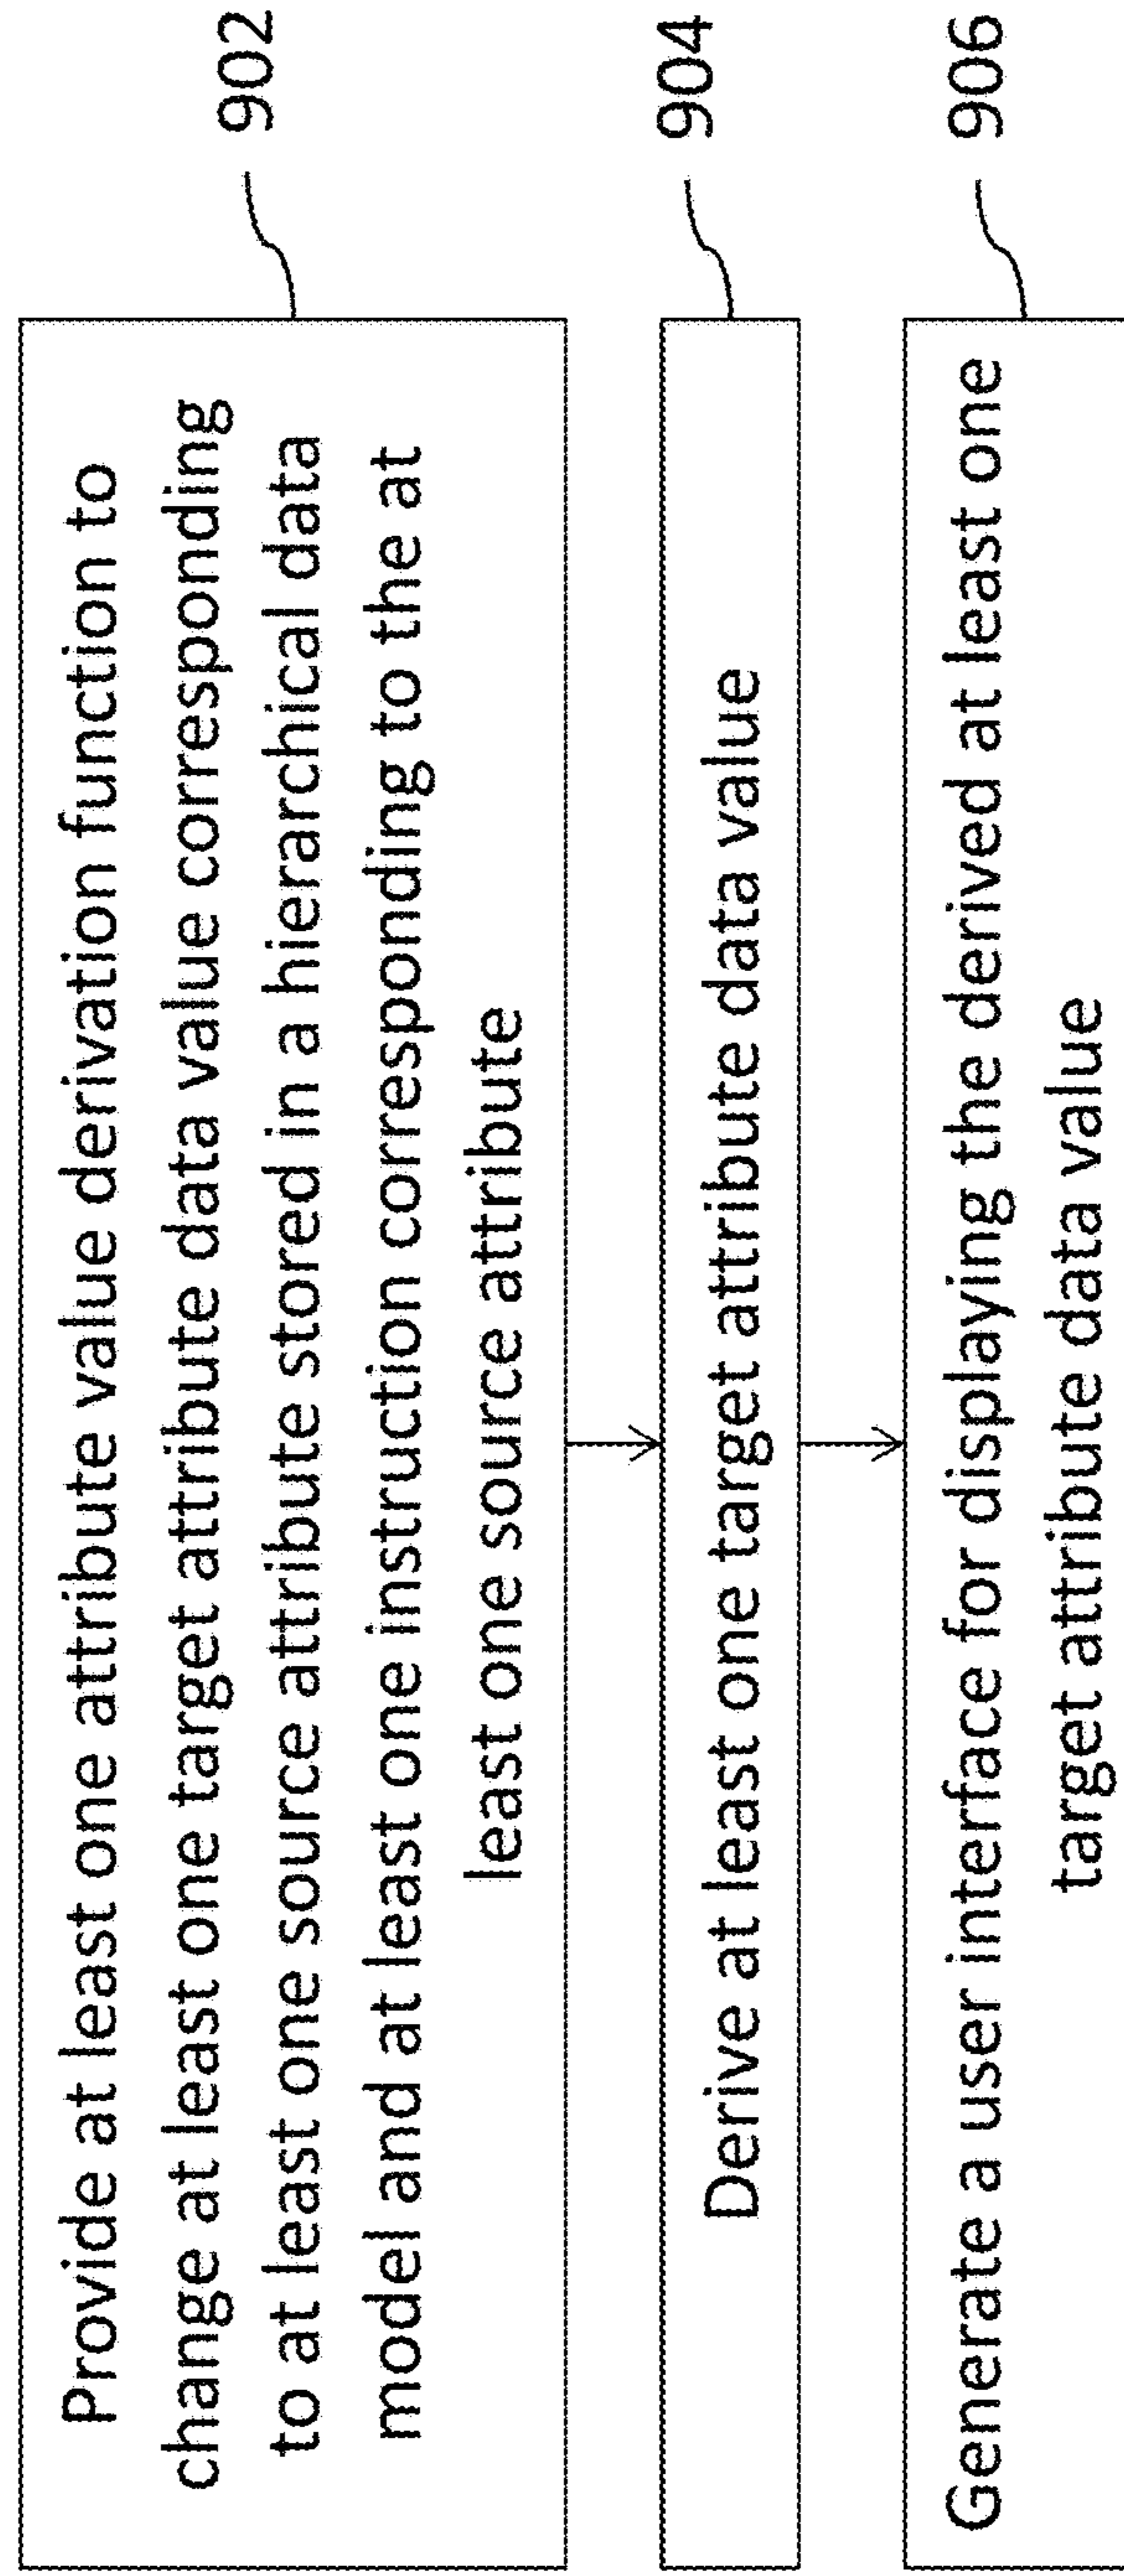 Provide at least one attribute value derivation function to
change at least one target attribute data value corresponding
to at least one source attribute stored in a hierarchical data
model and at least one instruction corresponding to the at
least one source attribute
902
Derive at least one target attribute data value
904
Generate a user interface for displaying the derived at least one
target attribute data value
906